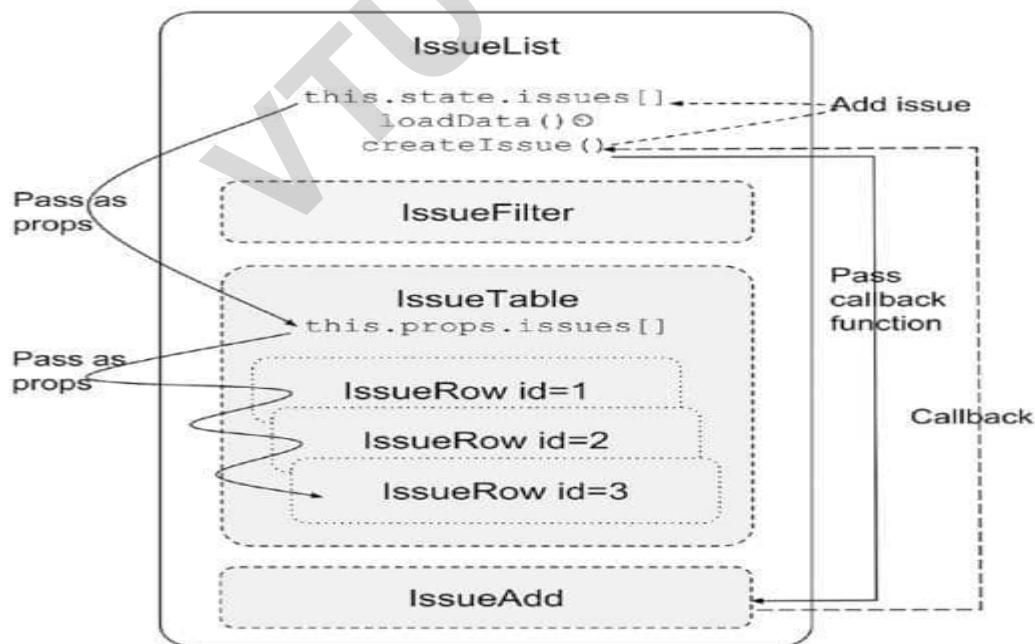 VTU
IssueList
this.state.issues[]
Add issue
loadData()
createIssue()
Pass as
props
IssueFilter
Pass
callback
function
IssueTable
this.props.issues[]
Pass as
props
IssueRow id=1
Callback
IssueRow id=2
IssueRow id=3
IssueAdd